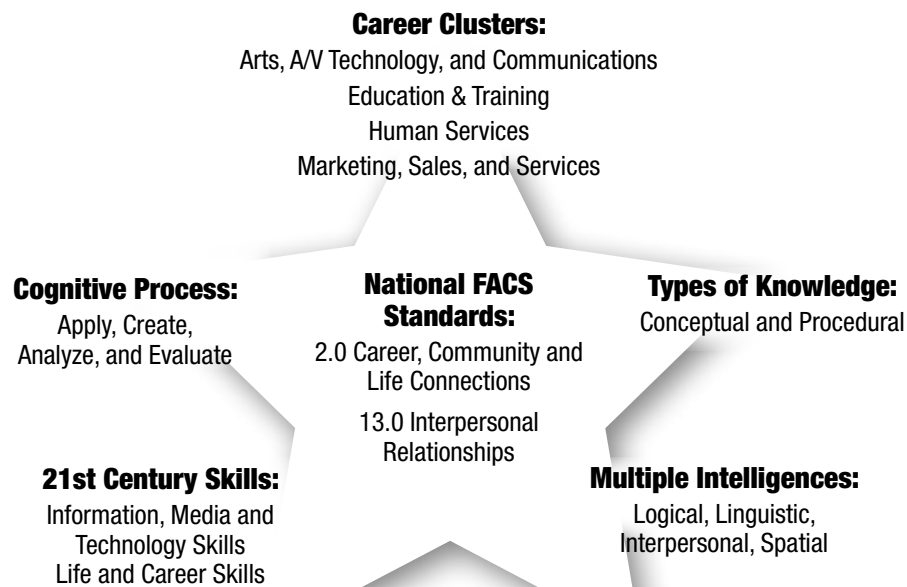 Career Clusters:
Arts, A/V Technology, and Communications
Education & Training
Human Services
Marketing, Sales, and Services
Cognitive Process:
Apply, Create,
Analyze, and Evaluate
National FACS
Standards:
2.0 Career, Community and
Life Connections
13.0 Interpersonal
Relationships
Types of Knowledge:
Conceptual and Procedural
21st Century Skills:
Information, Media and
Technology Skills
Life and Career Skills
Multiple Intelligences:
Logical, Linguistic,
Interpersonal, Spatial